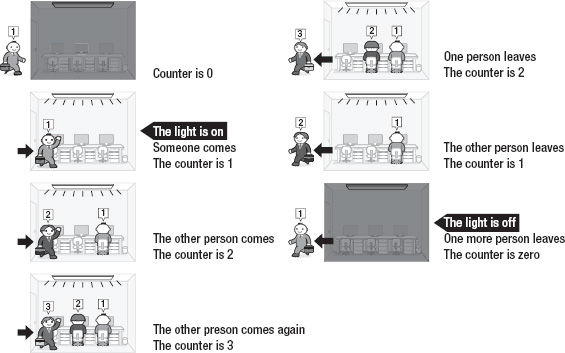 1
Counter is 0
1
The light is on
Someone comes
The counter is 1
2
1
The other person comes
The counter is 2
3
2
1
The other preson comes again
The counter is 3
3
2
1
One person leaves
The counter is 2
2
1
The other person leaves
The counter is 1
1
The light is off
One more person leaves
The counter is zero